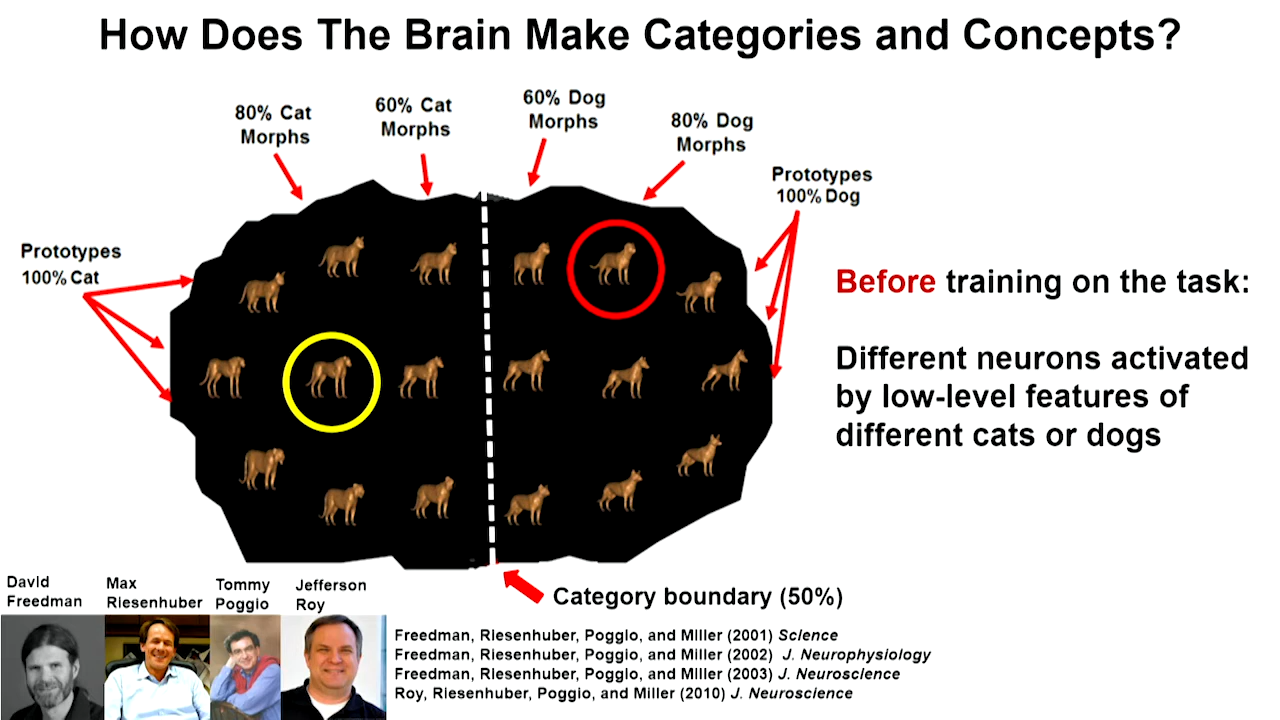 How Does The Brain Make Categories and Concepts?
80% Cat
Morphs
60% Cat
Morphs
60% Dog
Morphs
80% Dog
Morphs
Prototypes
100% Dog
Prototypes
100% Cat
Before training on the task:
Different neurons activated
by low-level features of
different cats or dogs
Category boundary (50%)
David
Freedman
Max
Riesenhuber
Tommy
Poggio
Jefferson
Roy
Freedman, Riesenhuber, Poggio, and Miller (2001) Science
Freedman, Riesenhuber, Poggio, and Miller (2002) J. Neurophysiology
Freedman, Riesenhuber, Poggio, and Miller (2003) J. Neuroscience
Roy, Riesenhuber, Poggio, and Miller (2010) J. Neuroscience